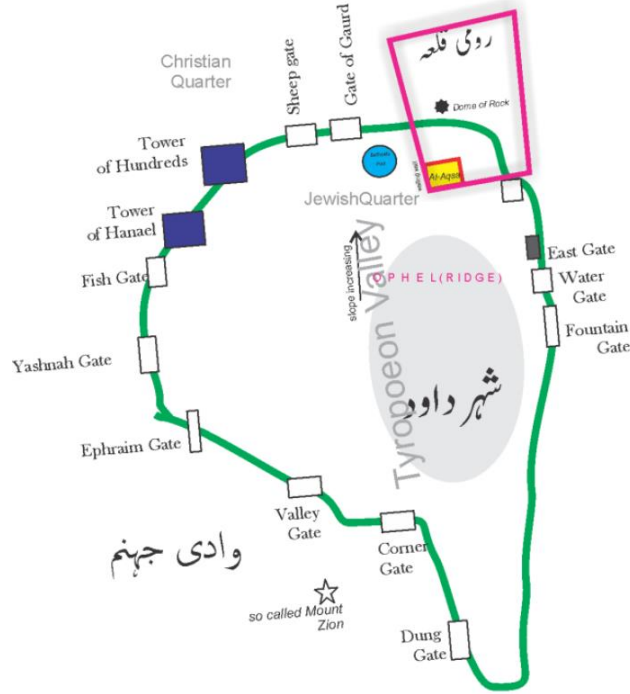 رومی قلعہ
Christian
Quarter
Sheep gate
Gate of Gaurd
Dome of Rock
Tower
of Hundreds
Al-Aqsa
JewishQuarter
Tower
of Hanael
East Gate
Fish Gate
slope increasing
OPHEL(RIDGE)
Water
Gate
Tyropoeon Valley
Fountain
Gate
Yashnah Gate
شہر داود
Ephraim Gate
Valley
Gate
وادی جہنم
Corner
Gate
so called Mount
Zion
Dung
Gate